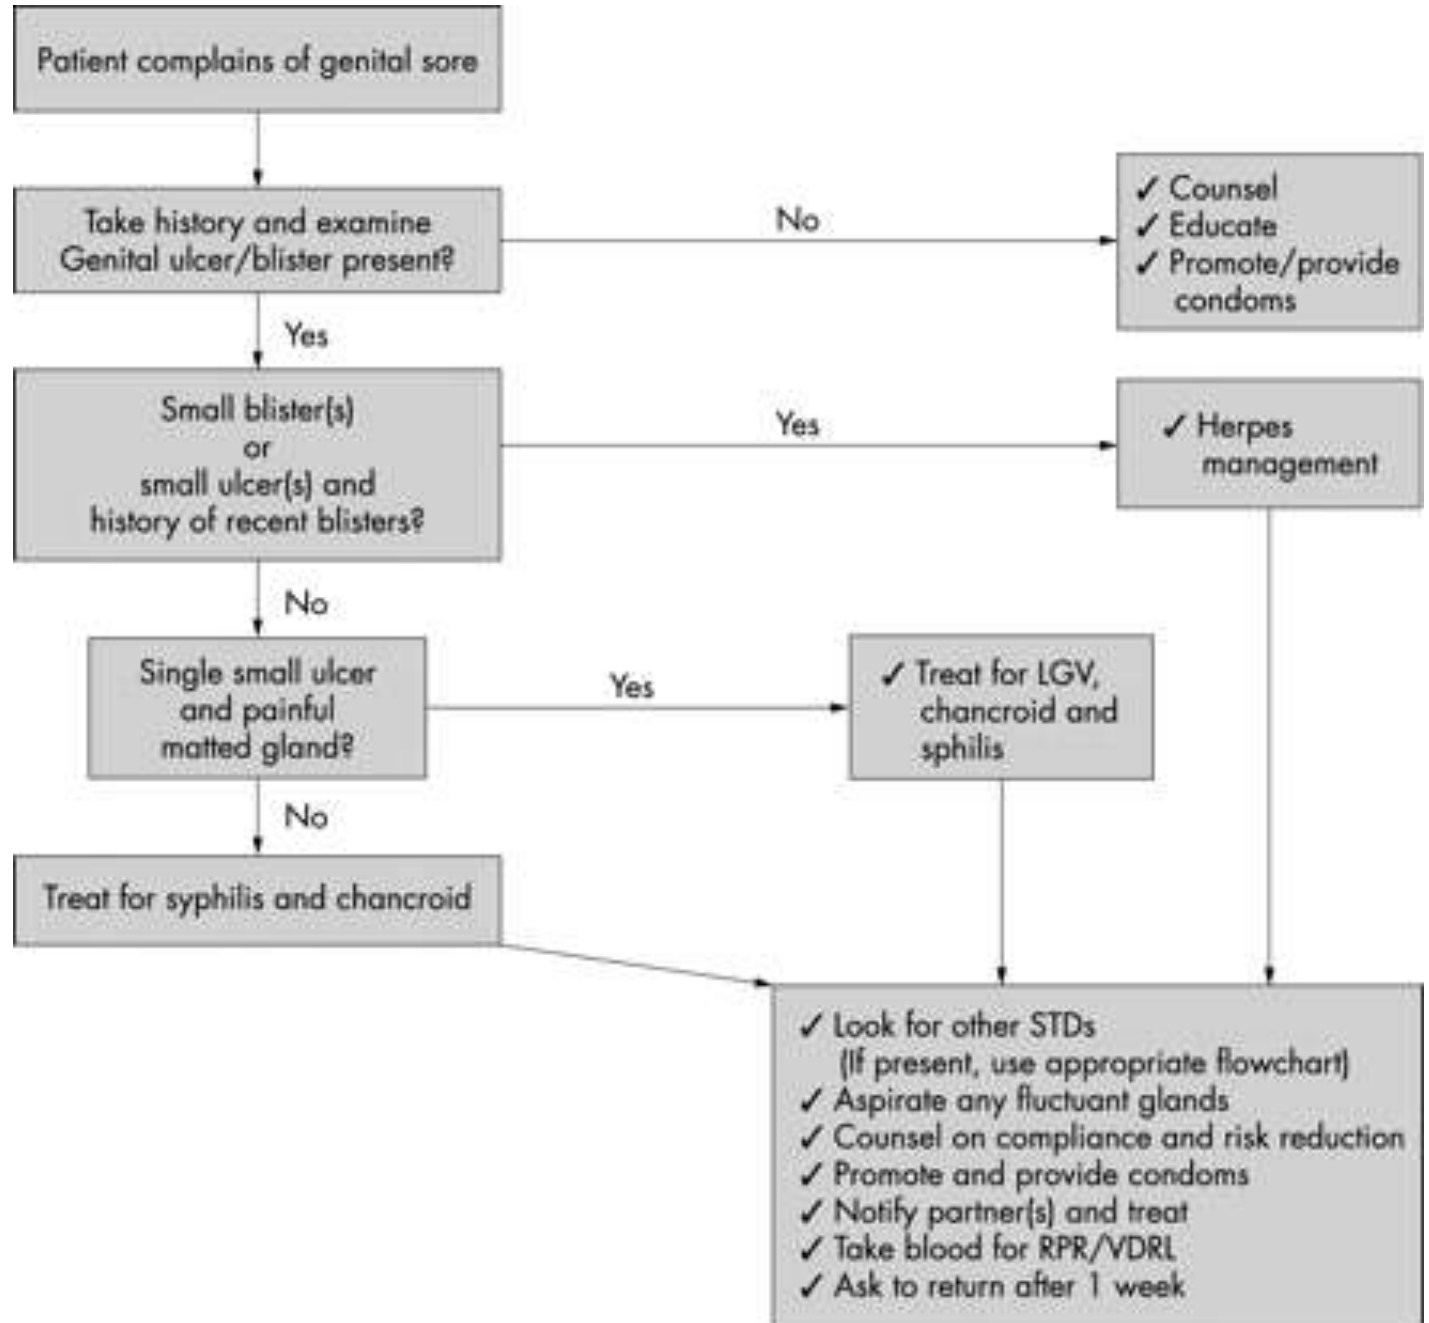 Patient complains of genital sore
Take history and examine
Genital ulcer/blister present?
No
✓ Counsel
✓ Educate
✓ Promote/provide
condoms
Yes
Small blister(s)
or
small ulcer(s) and
history of recent blisters?
Yes
✓ Herpes
management
No
Single small ulcer
and painful
matted gland?
Yes
✓ Treat for LGV,
chancroid and
sphilis
No
Treat for syphilis and chancroid
✓ Look for other STDs
(If present, use appropriate flowchart)
✓ Aspirate any fluctuant glands
✓ Counsel on compliance and risk reduction
✓ Promote and provide condoms
✓ Notify partner(s) and treat
✓ Take blood for RPR/VDRL
✓ Ask to return after 1 week